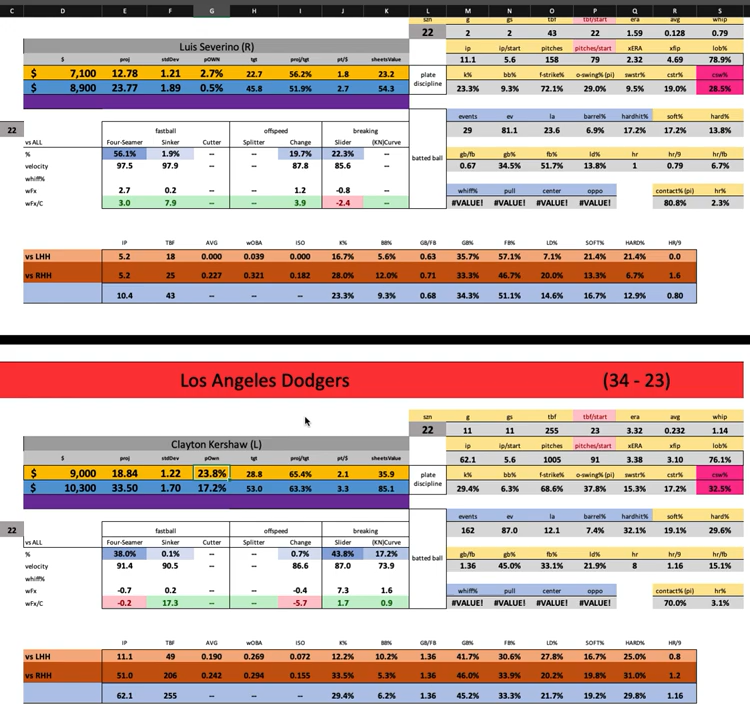 C D E F G H I J K L M N O P Q R S
szn g gs tbf tbf/start era avg whip
22 2 2 43 22 1.59 0.128 0.79
Luis Severino (R)
ip ip/start pitches pitches/start xERA xfip lob%
11.1 5.6 158 79 2.32 4.69 78.9%
$ proj stdDev pOWN tgt proj/tgt pt/$ sheetsValue
$ 7,100 12.78 1.21 2.7% 22.7 56.2% 1.8 23.2
$ 8,900 23.77 1.89 0.5% 45.8 51.9% 2.7 54.3
plate discipline
k% bb% f-strike% o-swing% (pi) swstr% cstr% csw%
23.3% 9.3% 72.1% 29.0% 9.5% 19.0% 28.5%
events ev la barrel% hardhit% soft% hard%
29 81.1 23.6 6.9% 17.2% 17.2% 13.8%
22 fastball offspeed breaking
vs ALL Four-Seamer Sinker Cutter Splitter Change Slider (KN)Curve
% 56.1% 1.9% -- -- 19.7% 22.3% --
velocity 97.5 97.9 -- -- 87.8 85.6 --
whiff%
wFx 2.7 0.2 -- -- 1.2 -0.8 --
wFx/C 3.0 7.9 -- -- 3.9 -2.4 --
batted ball
gb/fb gb% fb% ld% hr hr/9 hr/fb
0.67 34.5% 51.7% 13.8% 1 0.79 6.7%
whiff% pull center oppo contact% (pi) hr%
#VALUE! #VALUE! #VALUE! #VALUE! 80.8% 2.3%
IP TBF AVG wOBA ISO K% BB% GB/FB GB% FB% LD% SOFT% HARD% HR/9
vs LHH 5.2 18 0.000 0.039 0.000 16.7% 5.6% 0.63 35.7% 57.1% 7.1% 21.4% 21.4% 0.0
vs RHH 5.2 25 0.227 0.321 0.182 28.0% 12.0% 0.71 33.3% 46.7% 20.0% 13.3% 6.7% 1.6
10.4 43 -- -- -- 23.3% 9.3% 0.68 34.3% 51.1% 14.6% 16.7% 12.9% 0.80
Los Angeles Dodgers (34 - 23)
szn g gs tbf tbf/start era avg whip
22 11 11 255 23 3.32 0.232 1.14
Clayton Kershaw (L)
ip ip/start pitches pitches/start xERA xfip lob%
62.1 5.6 1005 91 3.38 3.10 76.1%
$ proj stdDev pOwn tgt proj/tgt pt/$ sheetsValue
$ 9,000 18.84 1.22 23.8% 28.8 65.4% 2.1 35.9
$ 10,300 33.50 1.70 17.2% 53.0 63.3% 3.3 85.1
plate discipline
k% bb% f-strike% o-swing% (pi) swstr% cstr% csw%
29.4% 6.3% 68.6% 37.8% 15.3% 17.2% 32.5%
events ev la barrel% hardhit% soft% hard%
162 87.0 12.1 7.4% 32.1% 19.1% 29.6%
22 fastball offspeed breaking
vs ALL Four-Seamer Sinker Cutter Splitter Change Slider (KN)Curve
% 38.0% 0.1% -- -- 0.7% 43.8% 17.2%
velocity 91.4 90.5 -- -- 86.6 87.0 73.9
whiff%
wFx -0.7 0.2 -- -- -0.4 7.3 1.6
wFx/C -0.2 17.3 -- -- -5.7 1.7 0.9
batted ball
gb/fb gb% fb% ld% hr hr/9 hr/fb
1.36 45.0% 33.1% 21.9% 8 1.16 15.1%
whiff% pull center oppo contact% (pi) hr%
#VALUE! #VALUE! #VALUE! #VALUE! 70.0% 3.1%
IP TBF AVG wOBA ISO K% BB% GB/FB GB% FB% LD% SOFT% HARD% HR/9
vs LHH 11.1 49 0.190 0.269 0.072 12.2% 10.2% 1.36 41.7% 30.6% 27.8% 16.7% 25.0% 0.8
vs RHH 51.0 206 0.242 0.294 0.155 33.5% 5.3% 1.36 46.0% 33.9% 20.2% 19.8% 31.0% 1.2
62.1 255 -- -- -- 29.4% 6.2% 1.36 45.2% 33.3% 21.7% 19.2% 29.8% 1.16